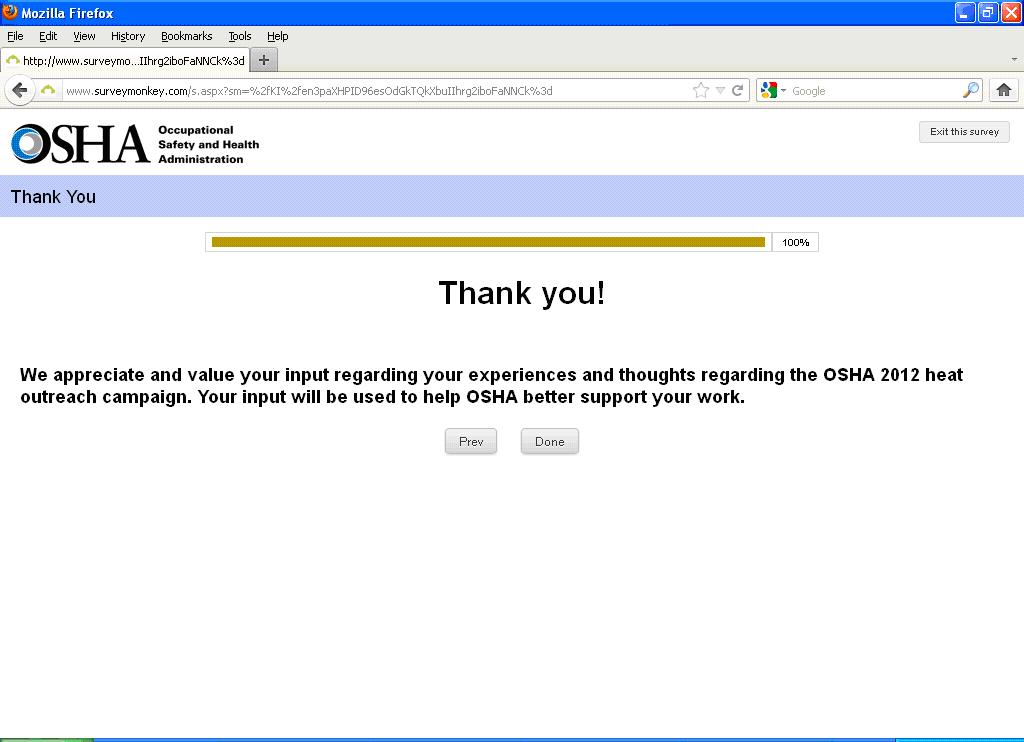 Mozilla Firefox
File Edit View History Bookmarks Tools Help
http://www.surveymo...IIhrg2iboFaNNCk%3d
www.surveymonkey.com/s.aspx?sm=%2fKI%2fen3paXHPID96esOdGkTQkXbuIIhrg2iboFaNNCk%3d Google
OSHA Occupational
Safety and Health
Administration
Exit this survey
Thank You
100%
Thank you!
We appreciate and value your input regarding your experiences and thoughts regarding the OSHA 2012 heat
outreach campaign. Your input will be used to help OSHA better support your work.
Prev Done